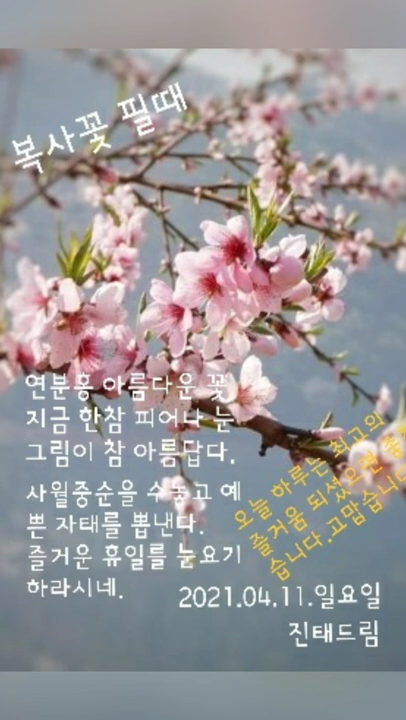 복사꽃 필때
연분홍 아름다운 꽃
지금 한참 피어나 눈
그림이 참 아름답다.
사월중순을 수놓고 예
쁜 자태를 뽑낸다.
즐거운 휴일를 눈요기
하라시네.
오늘 하루는 최고의
즐거움 되셨으면
습니다.고맙습니
2021.04.11.일요일
진태드림